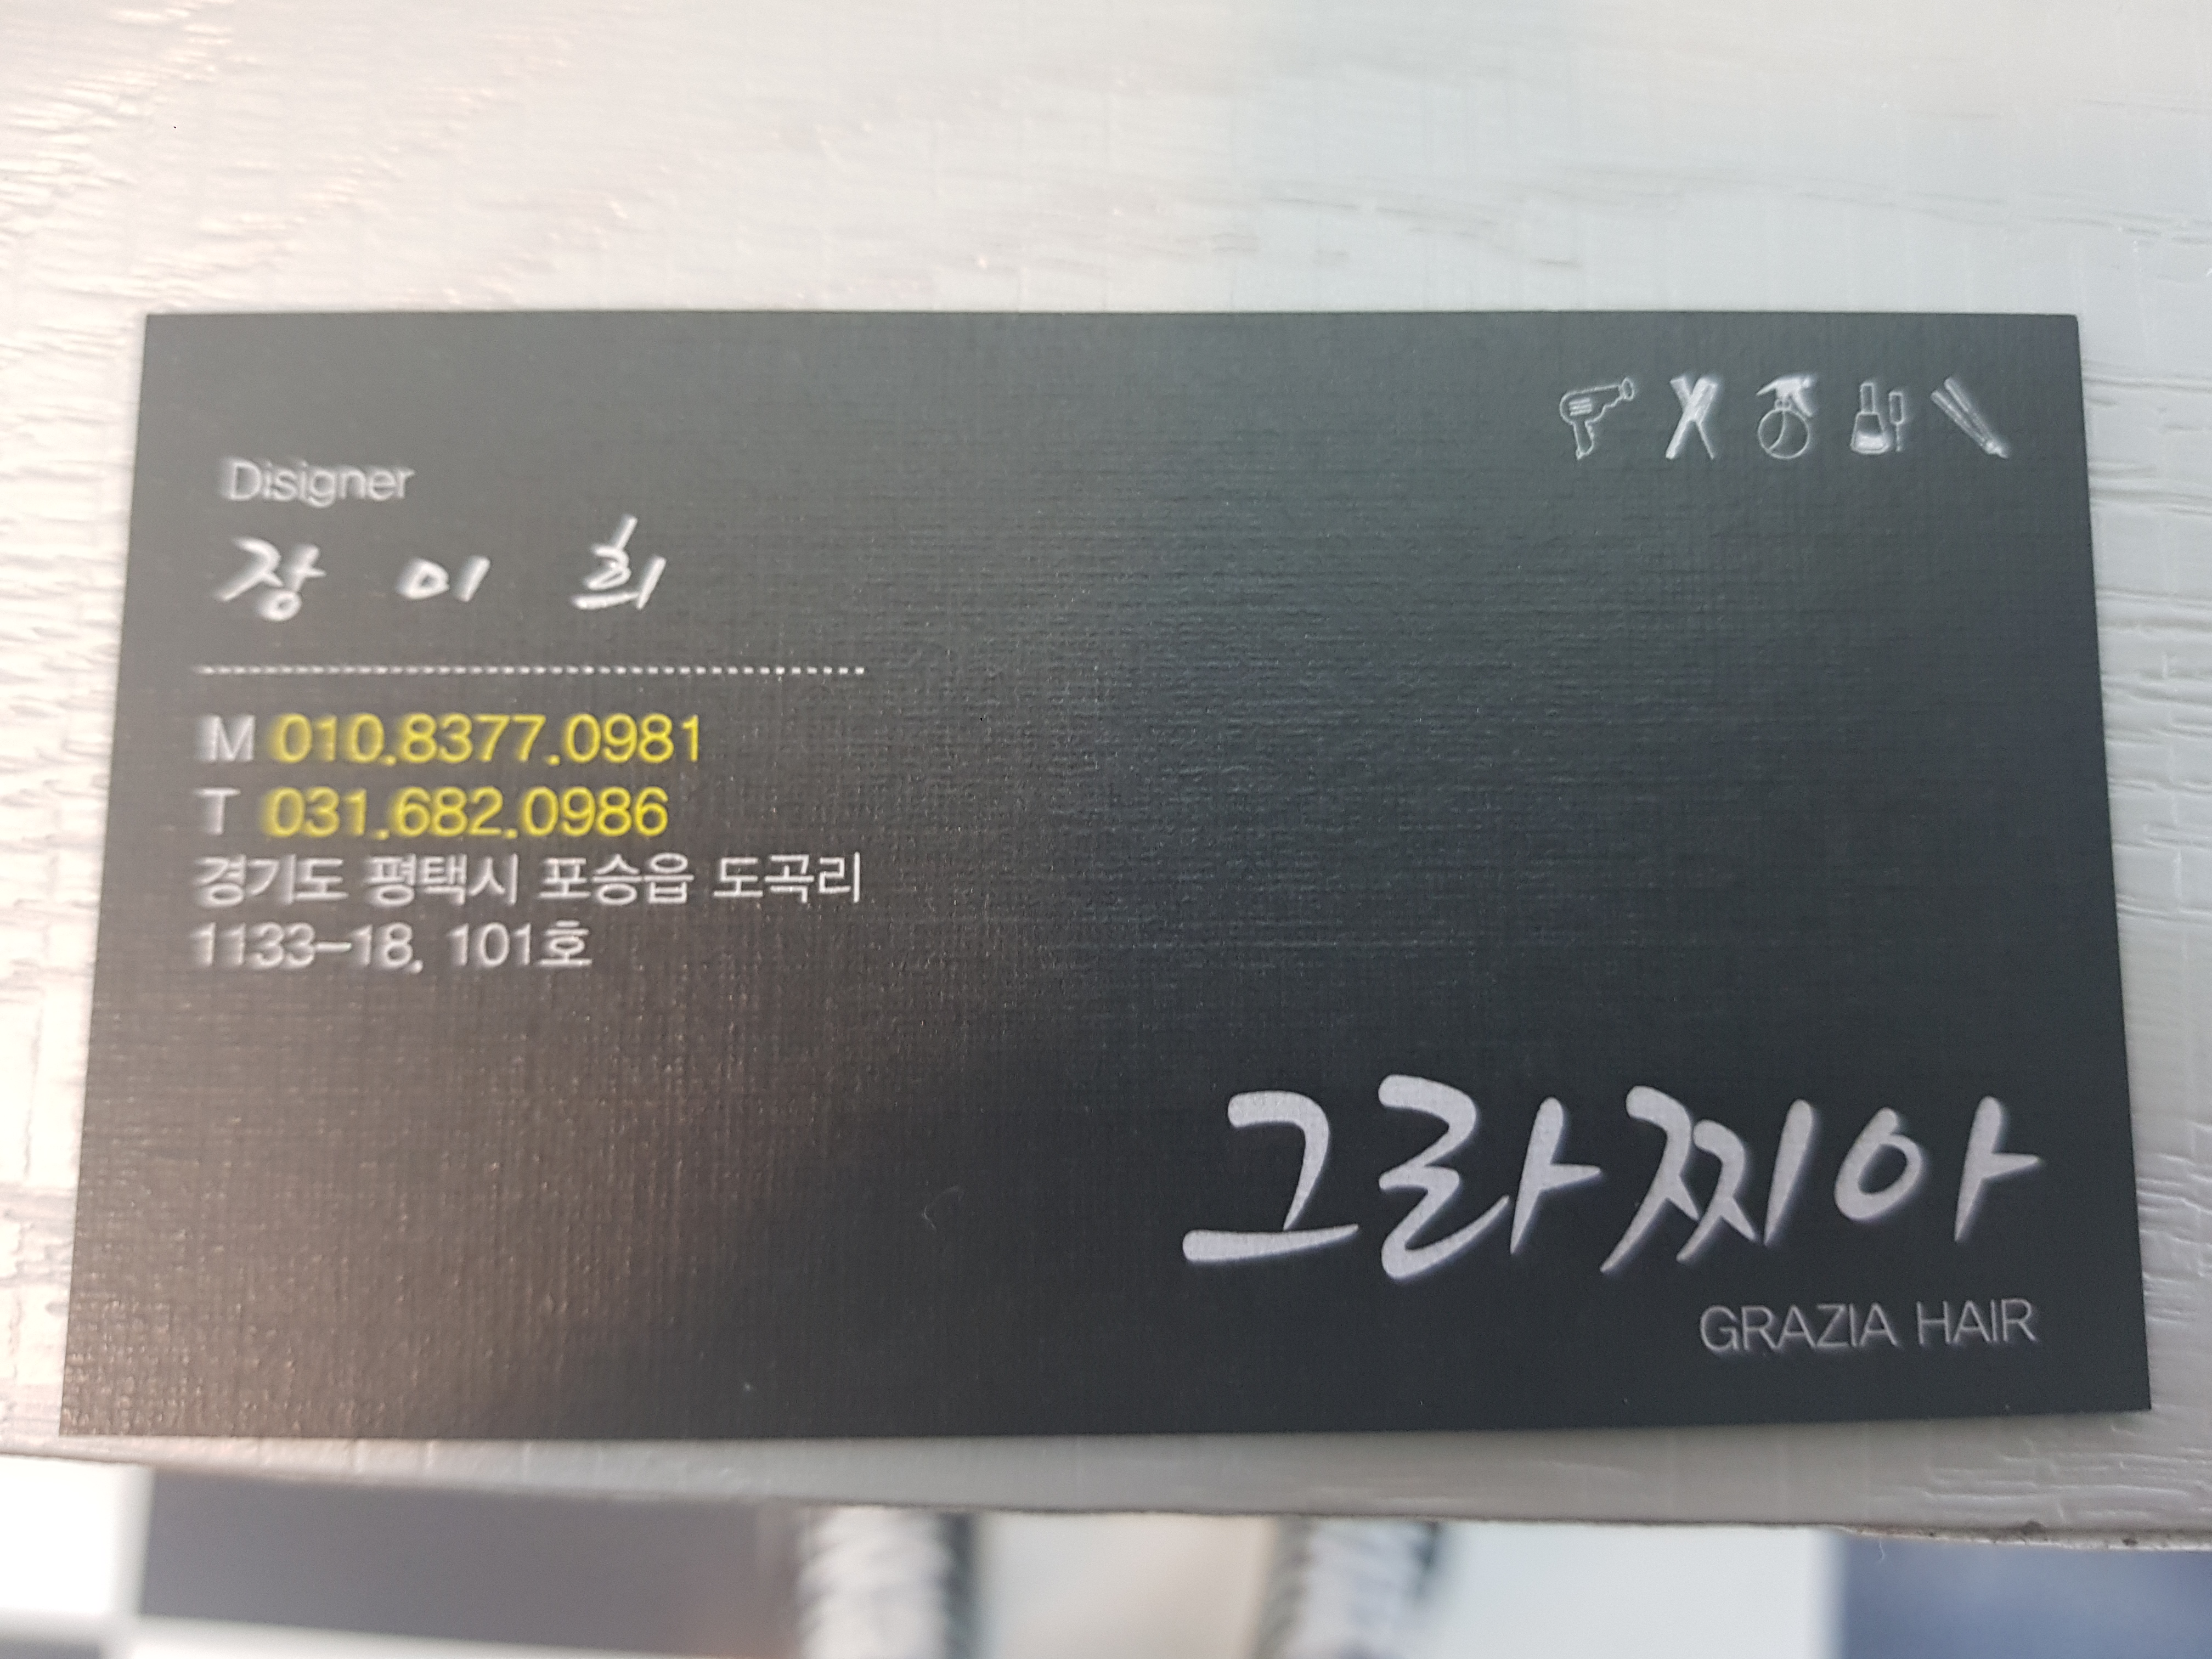 Disigner
장 이 희
M 010.8377.0981
T 031.682.0986
경기도 평택시 포승읍 도곡리
1133-18, 101호
그라찌아
GRAZIA HAIR